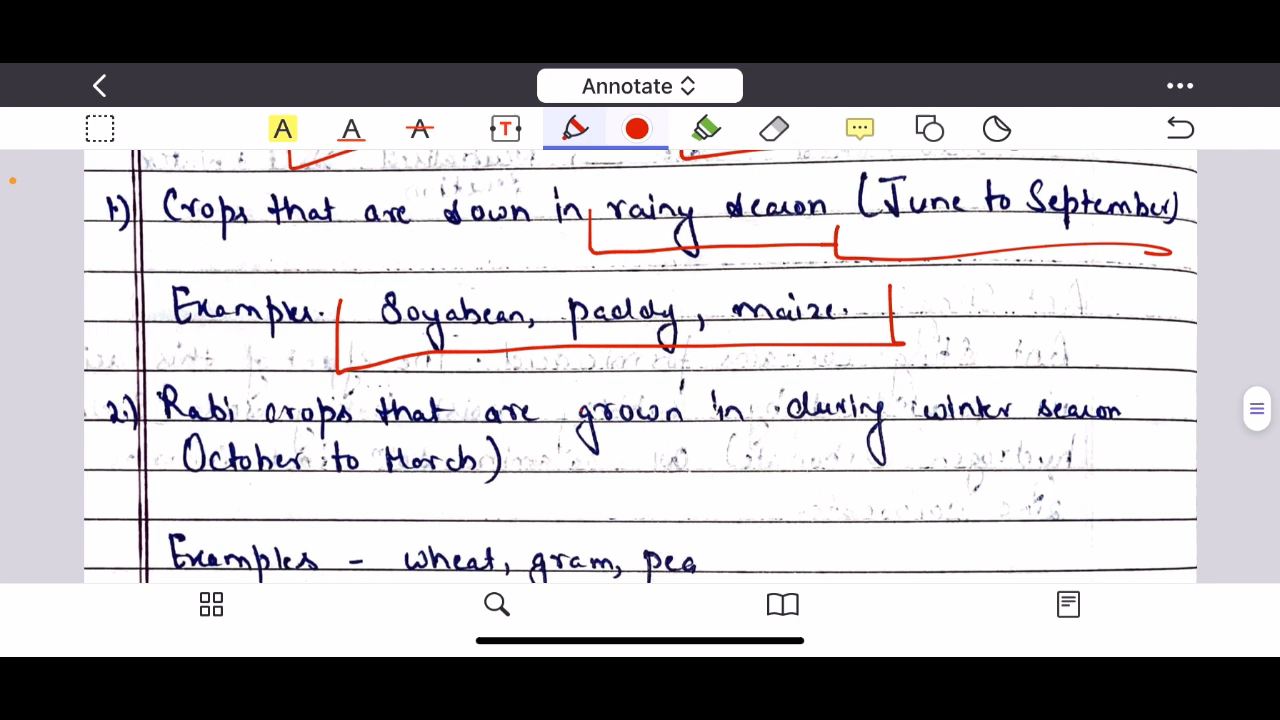 Annotate
A A A T
1) Crops that are sown in rainy season (June to September)
Examples. Soyabean, paddy, maize.
2.) Rabi crops that are grown in during winter season
October to March)
Examples - wheat, gram, pea